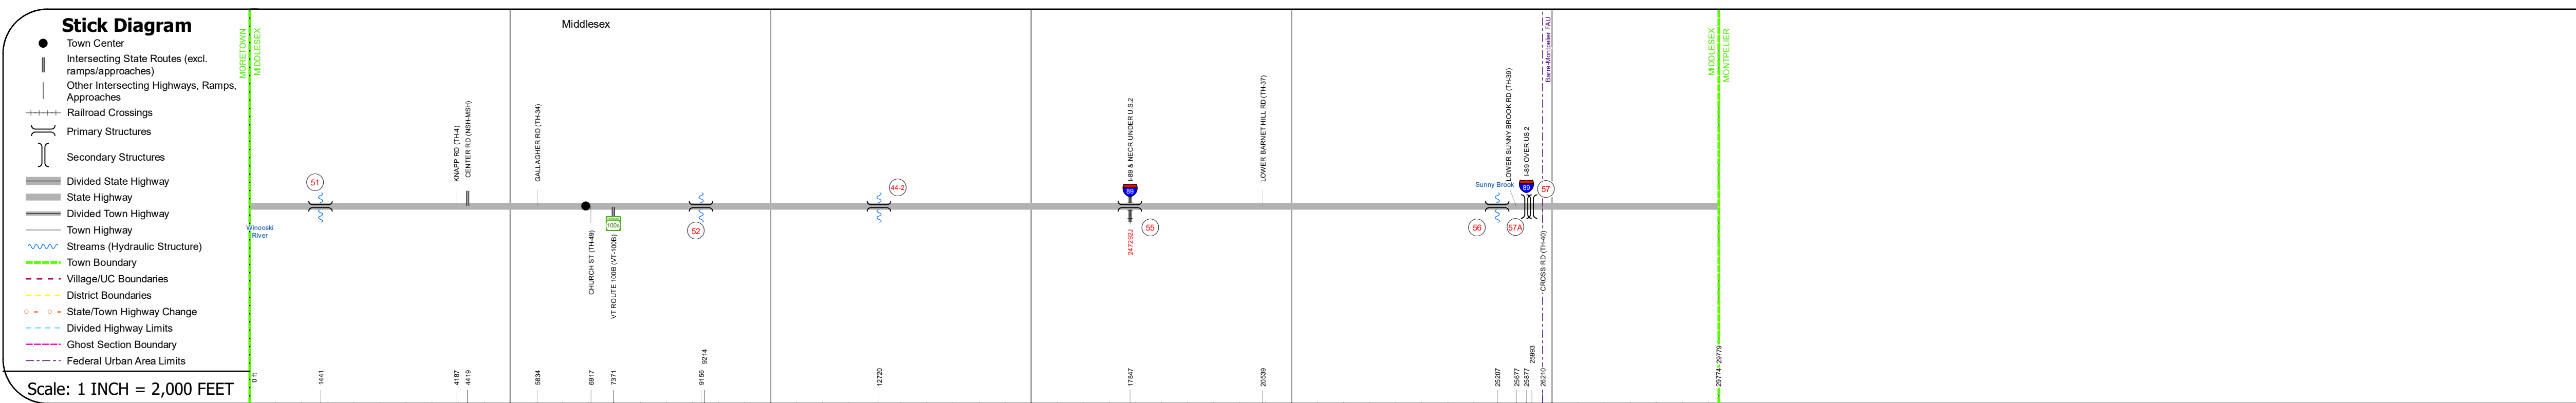 Stick Diagram
Town Center
Intersecting State Routes (excl.
ramps/approaches)
Other Intersecting Highways, Ramps,
Approaches
Railroad Crossings
Primary Structures
Secondary Structures
Divided State Highway
State Highway
Divided Town Highway
Town Highway
Streams (Hydraulic Structure)
Town Boundary
Village/UC Boundaries
District Boundaries
State/Town Highway Change
Divided Highway Limits
Ghost Section Boundary
Federal Urban Area Limits
Scale: 1 INCH = 2,000 FEET
MORETOWN
MIDDLESEX
Middlesex
Winooski
River
51
KNAPP RD (TH-4)
CENTER RD (NSH-MSH)
GALLAGHER RD (TH-34)
CHURCH ST (TH-49)
100B
VT ROUTE 100B (VT-100B)
52
44-2
I-89 & NECR UNDER U.S.2
89
55
247292J
LOWER BARNET HILL RD (TH-37)
Sunny Brook
56
LOWER SUNNY BROOK RD (TH-39)
57A
I-89 OVER US 2
89
57
Barre-Montpelier FAU
CROSS RD (TH-40)
MIDDLESEX
MONTPELIER
0 ft
1441
4187
4419
5834
6917
7371
9156
9214
12720
17847
20539
25207
25677
25877
25993
26210
29774
29779